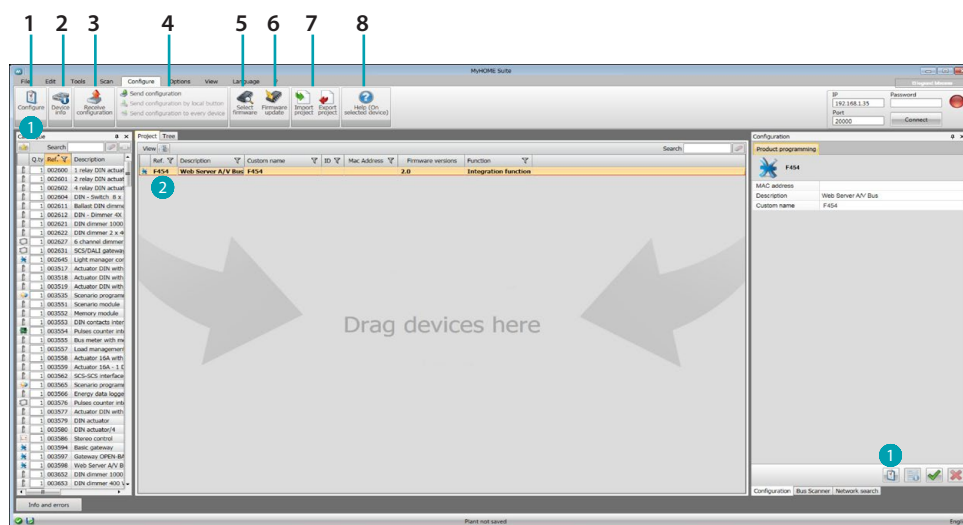 1 2 3 4 5 6 7 8
MyHOME Suite
File Edit Tools Scan Configure Options View Language ?
Configure
Device info
Receive configuration
Send configuration
Send configuration by local button
Send configuration to every device
Select firmware
Firmware update
Import project
Export project
Help (On selected device)
IP
192.168.1.35
Port
20000
Password
Connect
1
Search
Q.ty Ref. Description
1 002600 1 relay DIN actuat
1 002601 2 relay DIN actuat
1 002602 4 relay DIN actuat
1 002604 DIN - Switch 8 x
1 002611 Ballast DIN dimme
1 002612 DIN - Dimmer 4X
1 002621 DIN dimmer 1000
1 002622 DIN dimmer 2 x 4
1 002627 6 channel dimmer
1 002631 SCS/DALI gateway
1 002645 Light manager con
1 003517 Actuator DIN with
1 003518 Actuator DIN with
1 003519 Actuator DIN with
1 003535 Scenario program
1 003551 Scenario module
1 003552 Memory module
1 003553 DIN contacts inter
1 003554 Pulses counter int
1 003555 Bus meter with m
1 003557 Load management
1 003558 Actuator 16A with
1 003559 Actuator 16A - 1 D
1 003562 SCS-SCS interface
1 003565 Scenario program
1 003566 Energy data logge
1 003576 Pulses counter int
1 003577 Actuator DIN with
1 003579 DIN actuator
1 003580 DIN actuator/4
1 003586 Stereo control
1 003594 Basic gateway
1 003597 Gateway OPEN-BA
1 003598 Web Server A/V B
1 003652 DIN dimmer 1000
1 003653 DIN dimmer 400 V
Project Tree
View
Search
Ref. Description Custom name ID Mac Address Firmware versions Function
F454 Web Server A/V Bus F454 2.0 Integration function
2
Drag devices here
Configuration
Product programming
F454
MAC address
Description Web Server A/V Bus
Custom name F454
1
Configuration Bus Scanner Network search
Info and errors
Plant not saved
Engl